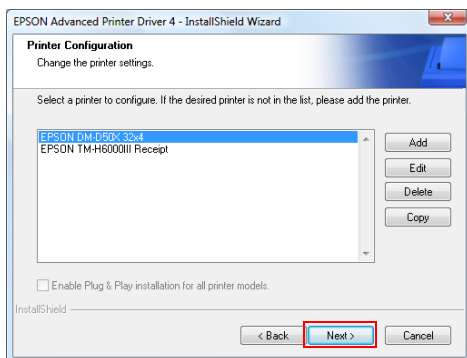 EPSON Advanced Printer Driver 4 - InstallShield Wizard
Printer Configuration
Change the printer settings.
Select a printer to configure. If the desired printer is not in the list, please add the printer.
EPSON DM-D50X 32x4
EPSON TM-H6000III Receipt
Add
Edit
Delete
Copy
Enable Plug & Play installation for all printer models.
InstallShield
< Back
Next >
Cancel